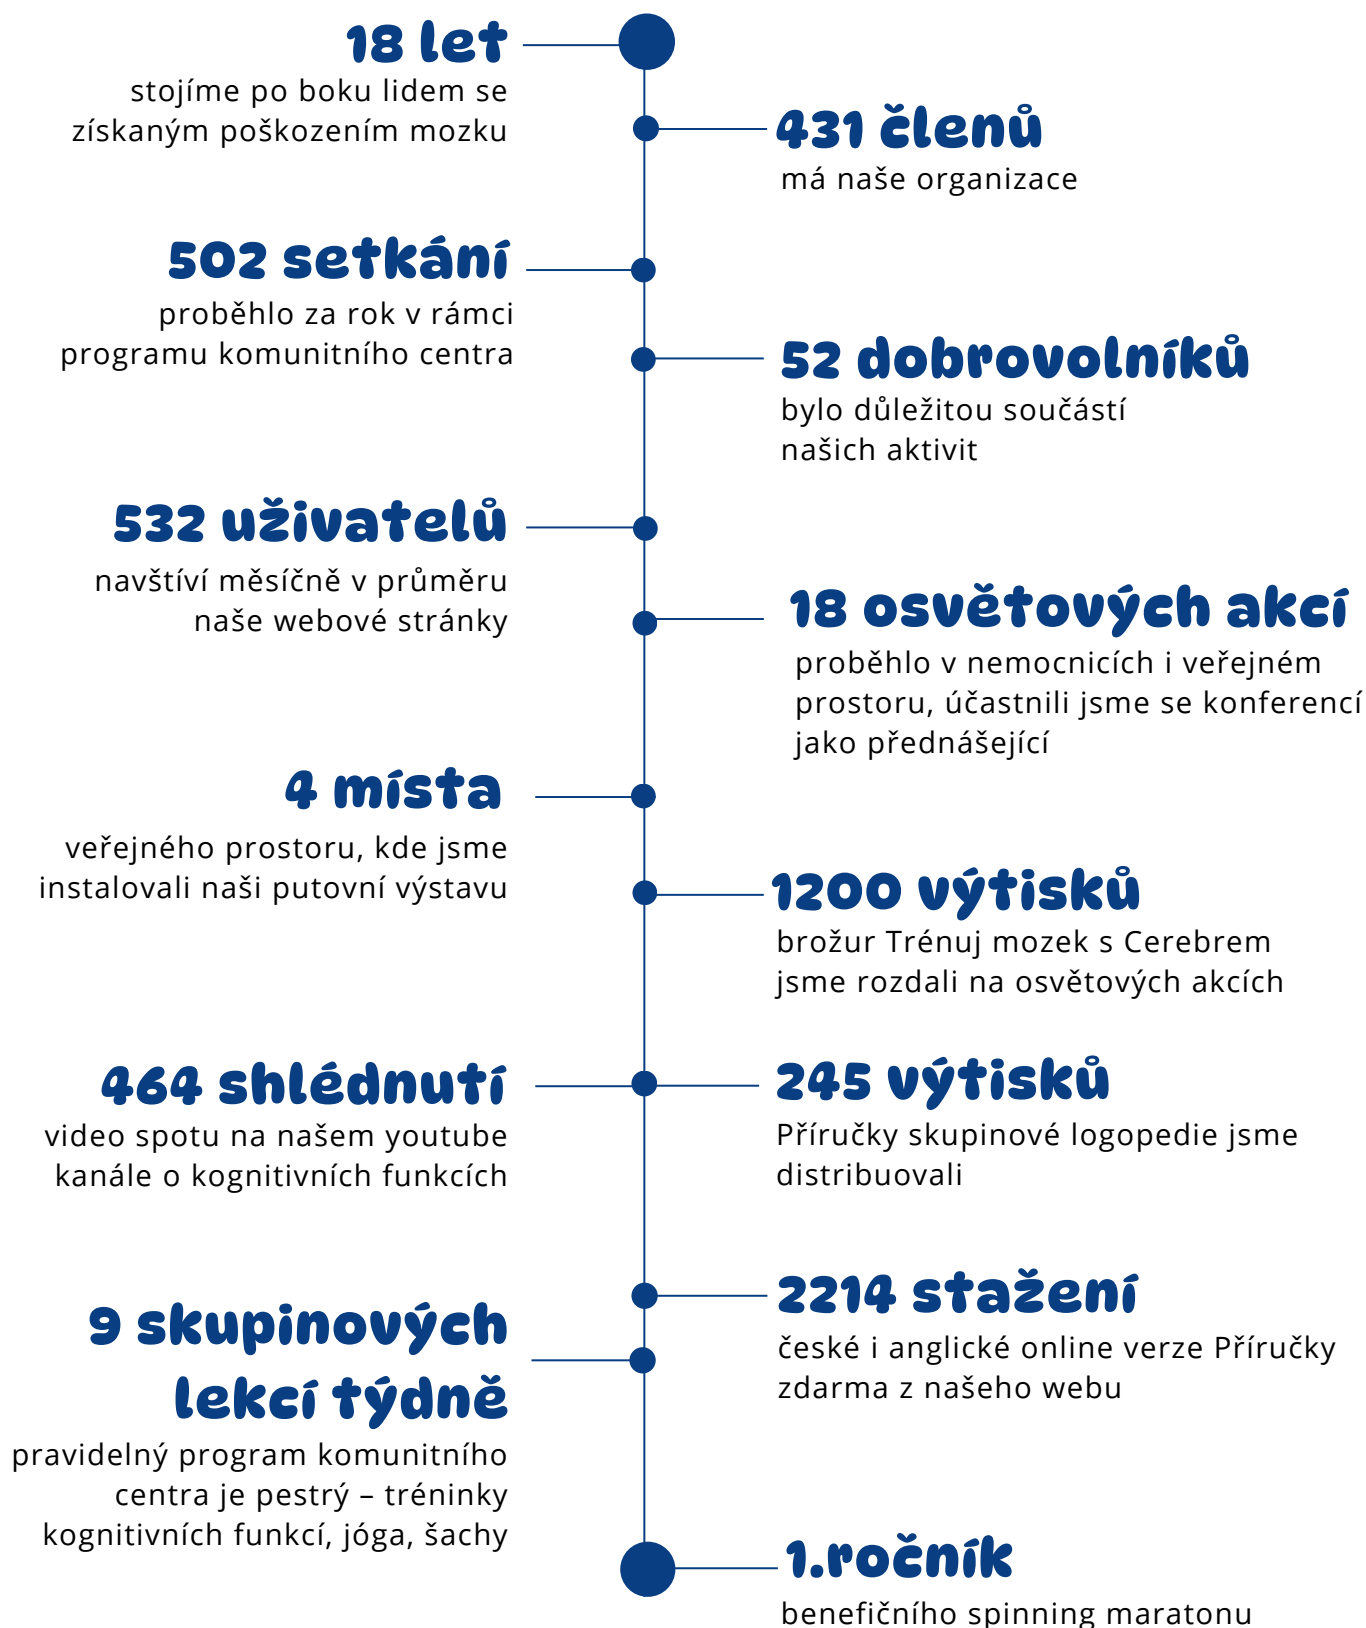 18 let
stojíme po boku lidem se
získaným poškozením mozku
431 členů
má naše organizace
502 setkání
proběhlo za rok v rámci
programu komunitního centra
52 dobrovolníků
bylo důležitou součástí
našich aktivit
532 uživatelů
navštíví měsíčně v průměru
naše webové stránky
18 osvětových akcí
proběhlo v nemocnicích i veřejném
prostoru, účastnili jsme se konferencí
jako přednášející
4 místa
veřejného prostoru, kde jsme
instalovali naši putovní výstavu
1200 výtisků
brožur Trénuj mozek s Cerebrem
jsme rozdali na osvětových akcích
464 shlédnutí
video spotu na našem youtube
kanále o kognitivních funkcích
245 výtisků
Příručky skupinové logopedie jsme
distribuovali
2214 stažení
české i anglické online verze Příručky
zdarma z našeho webu
9 skupinových
lekcí týdně
pravidelný program komunitního
centra je pestrý – tréninky
kognitivních funkcí, jóga, šachy
1.ročník
benefičního spinning maratonu